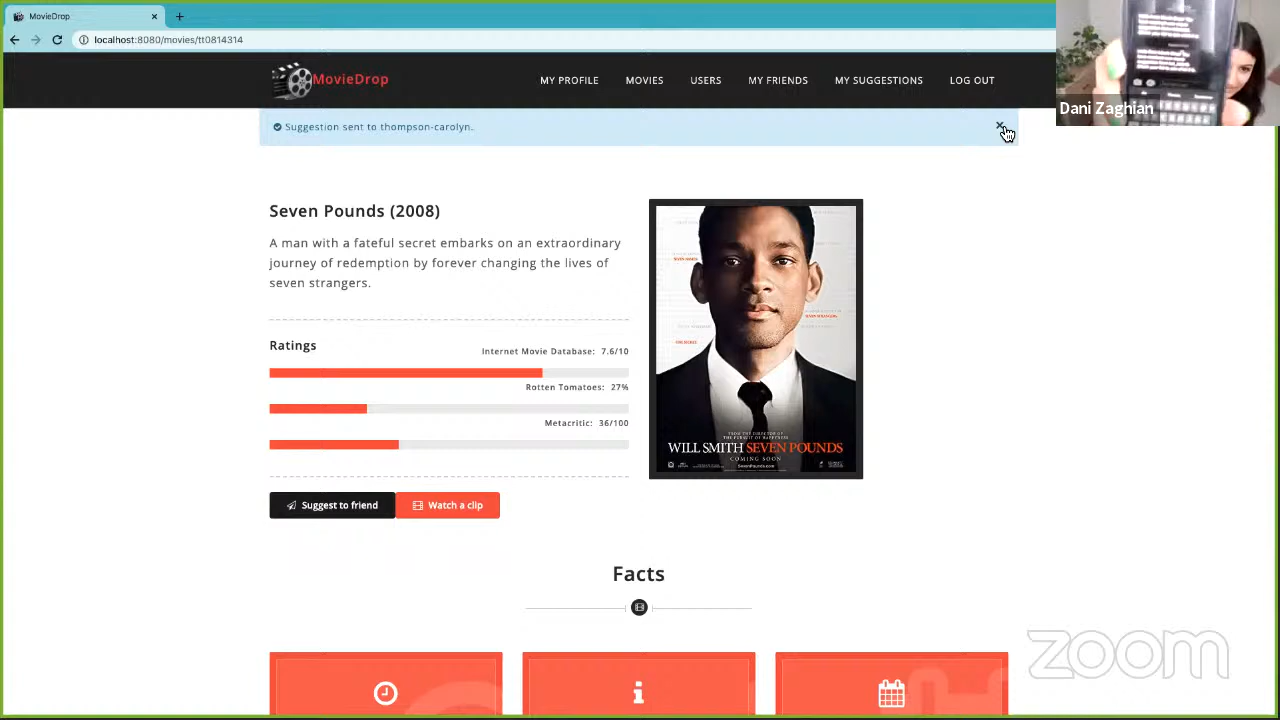 MovieDrop
localhost:8080/movies/tt0814314
MovieDrop
MY PROFILE
MOVIES
USERS
MY FRIENDS
MY SUGGESTIONS
LOG OUT
Dani Zaghian
Suggestion sent to thompson-carolyn.
Seven Pounds (2008)
A man with a fateful secret embarks on an extraordinary
journey of redemption by forever changing the lives of
seven strangers.
Ratings
Internet Movie Database: 7.6/10
Rotten Tomatoes: 27%
Metacritic: 36/100
WILL SMITH SEVEN POUNDS
COMING SOON
SevenPounds.com
Suggest to friend
Watch a clip
Facts
zoom